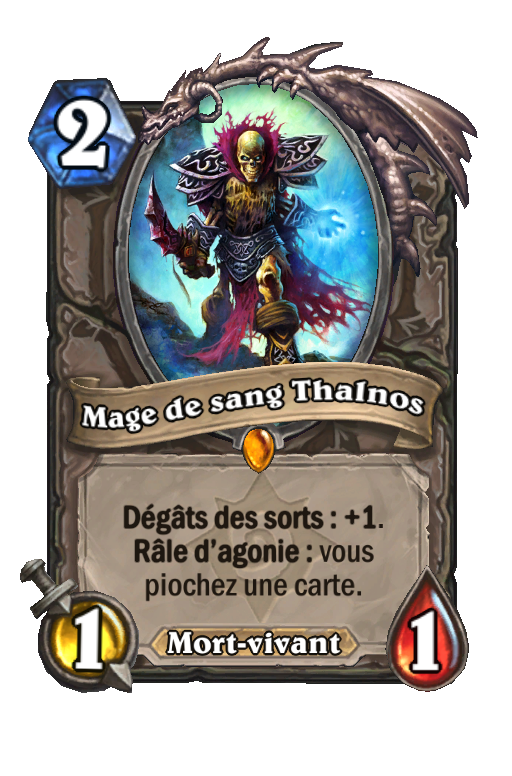 2
Mage de sang Thalnos
Dégâts des sorts : +1.
Râle d’agonie : vous
piochez une carte.
1
Mort-vivant
1